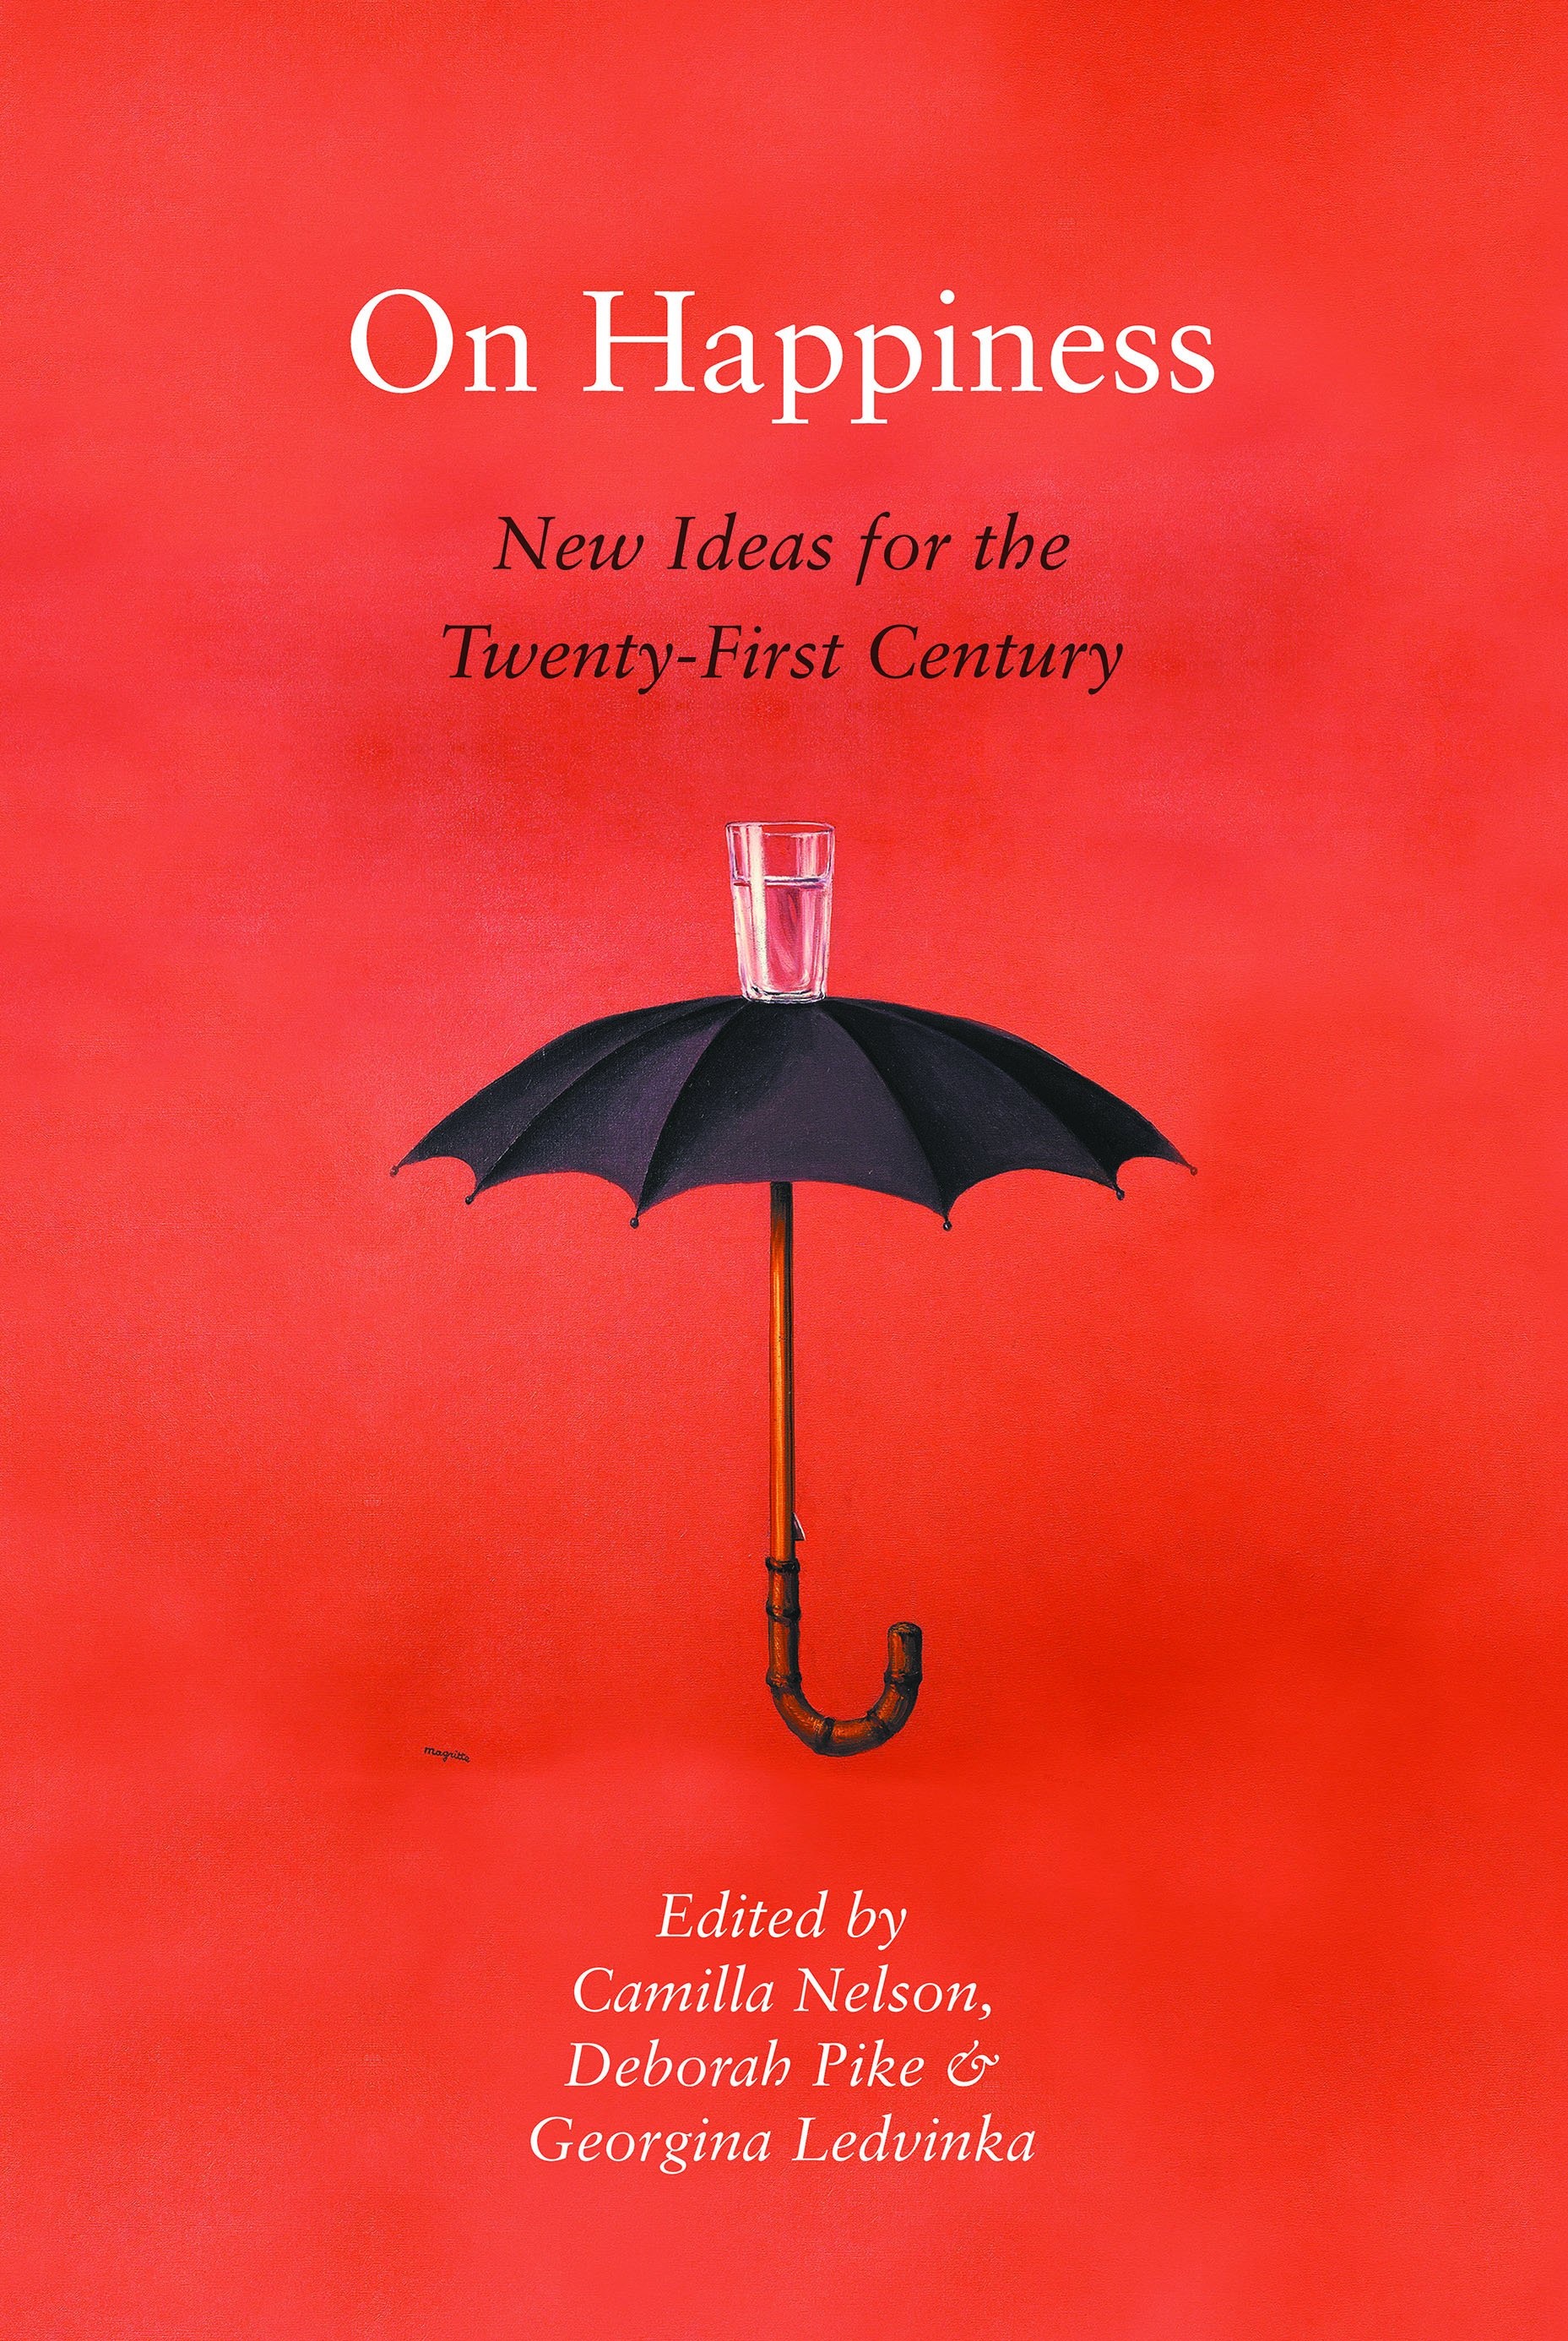 On Happiness
New Ideas for the
Twenty-First Century
magritte
Edited by
Camilla Nelson,
Deborah Pike &
Georgina Ledvinka